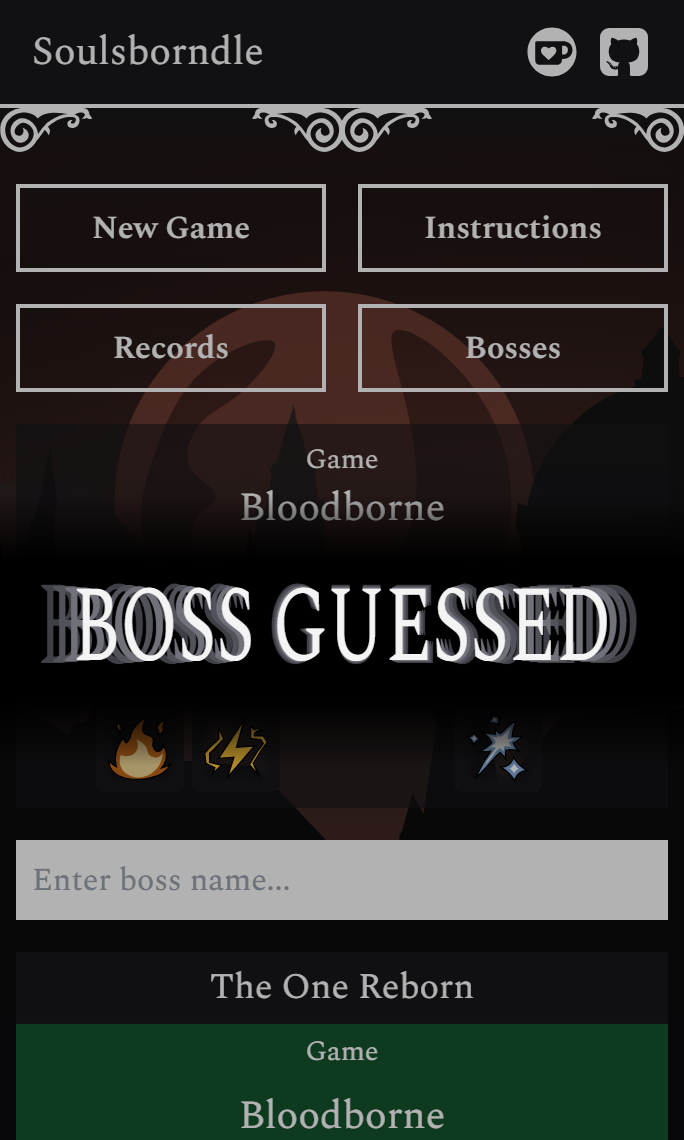 Soulsborndle
New Game
Instructions
Records
Bosses
Game
Bloodborne
BOSS GUESSED
Enter boss name...
The One Reborn
Game
Bloodborne